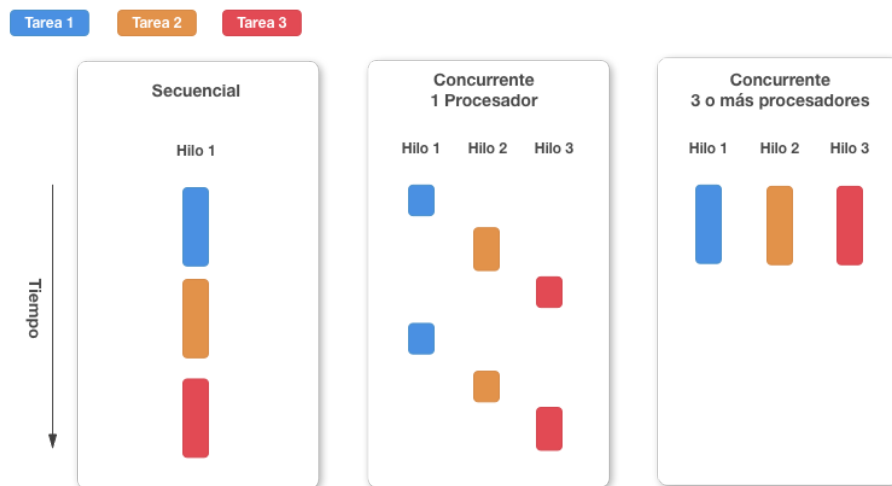 Tarea 1
Tarea 2
Tarea 3
Secuencial
Hilo 1
Concurrente
1 Procesador
Hilo 1
Hilo 2
Hilo 3
Concurrente
3 o más procesadores
Hilo 1
Hilo 2
Hilo 3
Tiempo